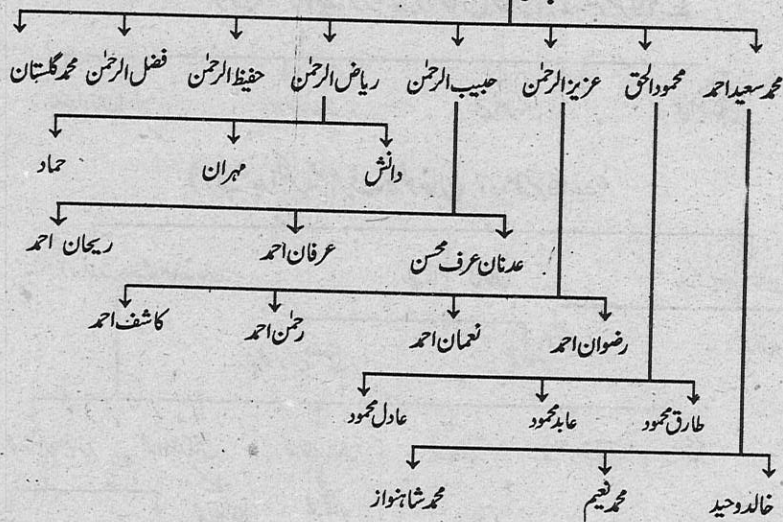 محمد سعید احمد محمود الحق عزیز الرحمٰن حبیب الرحمٰن ریاض الرحمٰن حفیظ الرحمٰن فضل الرحمٰن محمد گلستان
دانش مہران حماد
عدنان عرف محسن عرفان احمد ریحان احمد
رضوان احمد نعمان احمد رحمٰن احمد کاشف احمد
طارق محمود عابد محمود عادل محمود
خالد وحید محمد نعیم محمد شاہنواز